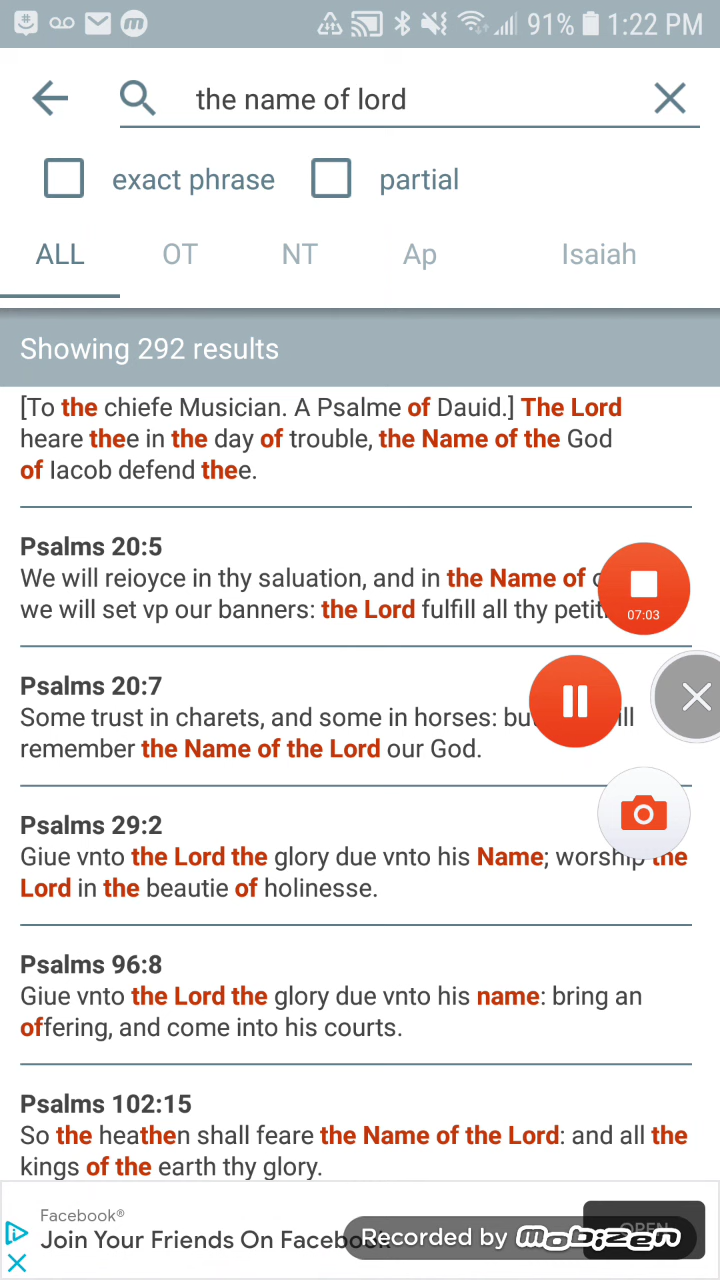 91% 1:22 PM
the name of lord
exact phrase partial
ALL OT NT Ap Isaiah
Showing 292 results
[To the chiefe Musician. A Psalme of Dauid.] The Lord
heare thee in the day of trouble, the Name of the God
of Iacob defend thee.
Psalms 20:5
We will reioyce in thy saluation, and in the Name of
we will set vp our banners: the Lord fulfill all thy
07:03
Psalms 20:7
Some trust in charets, and some in horses:
remember the Name of the Lord our God.
Psalms 29:2
Giue vnto the Lord the glory due vnto his Name; worship the
Lord in the beautie of holinesse.
Psalms 96:8
Giue vnto the Lord the glory due vnto his name: bring an
offering, and come into his courts.
Psalms 102:15
So the heathen shall feare the Name of the Lord: and all the
kings of the earth thy glory.
Facebook®
Join Your Friends On Facebook
OPEN
Recorded by mobizen